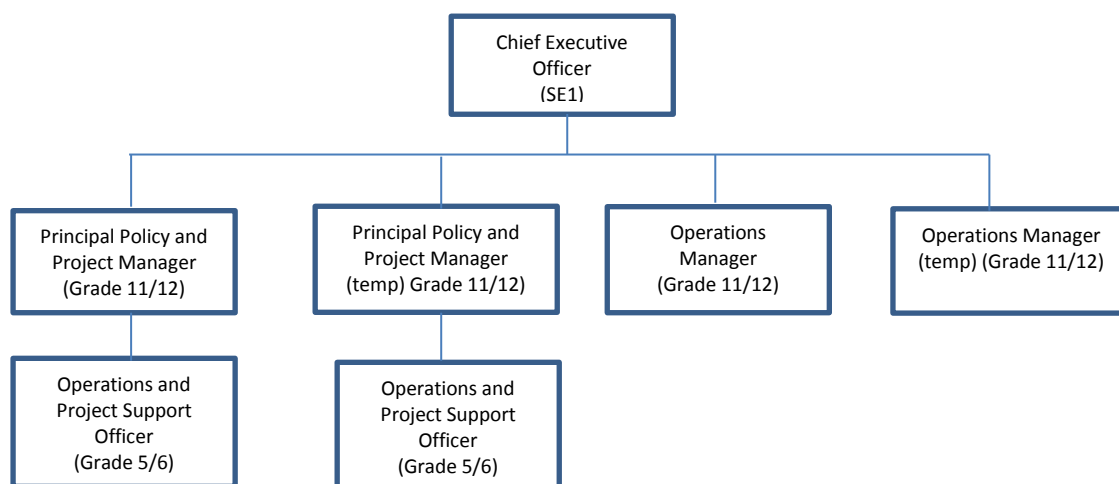 Chief Executive
Officer
(SE1)
Principal Policy and
Project Manager
(Grade 11/12)
Principal Policy and
Project Manager
(temp) Grade 11/12)
Operations
Manager
(Grade 11/12)
Operations Manager
(temp) (Grade 11/12)
Operations and
Project Support
Officer
(Grade 5/6)
Operations and
Project Support
Officer
(Grade 5/6)